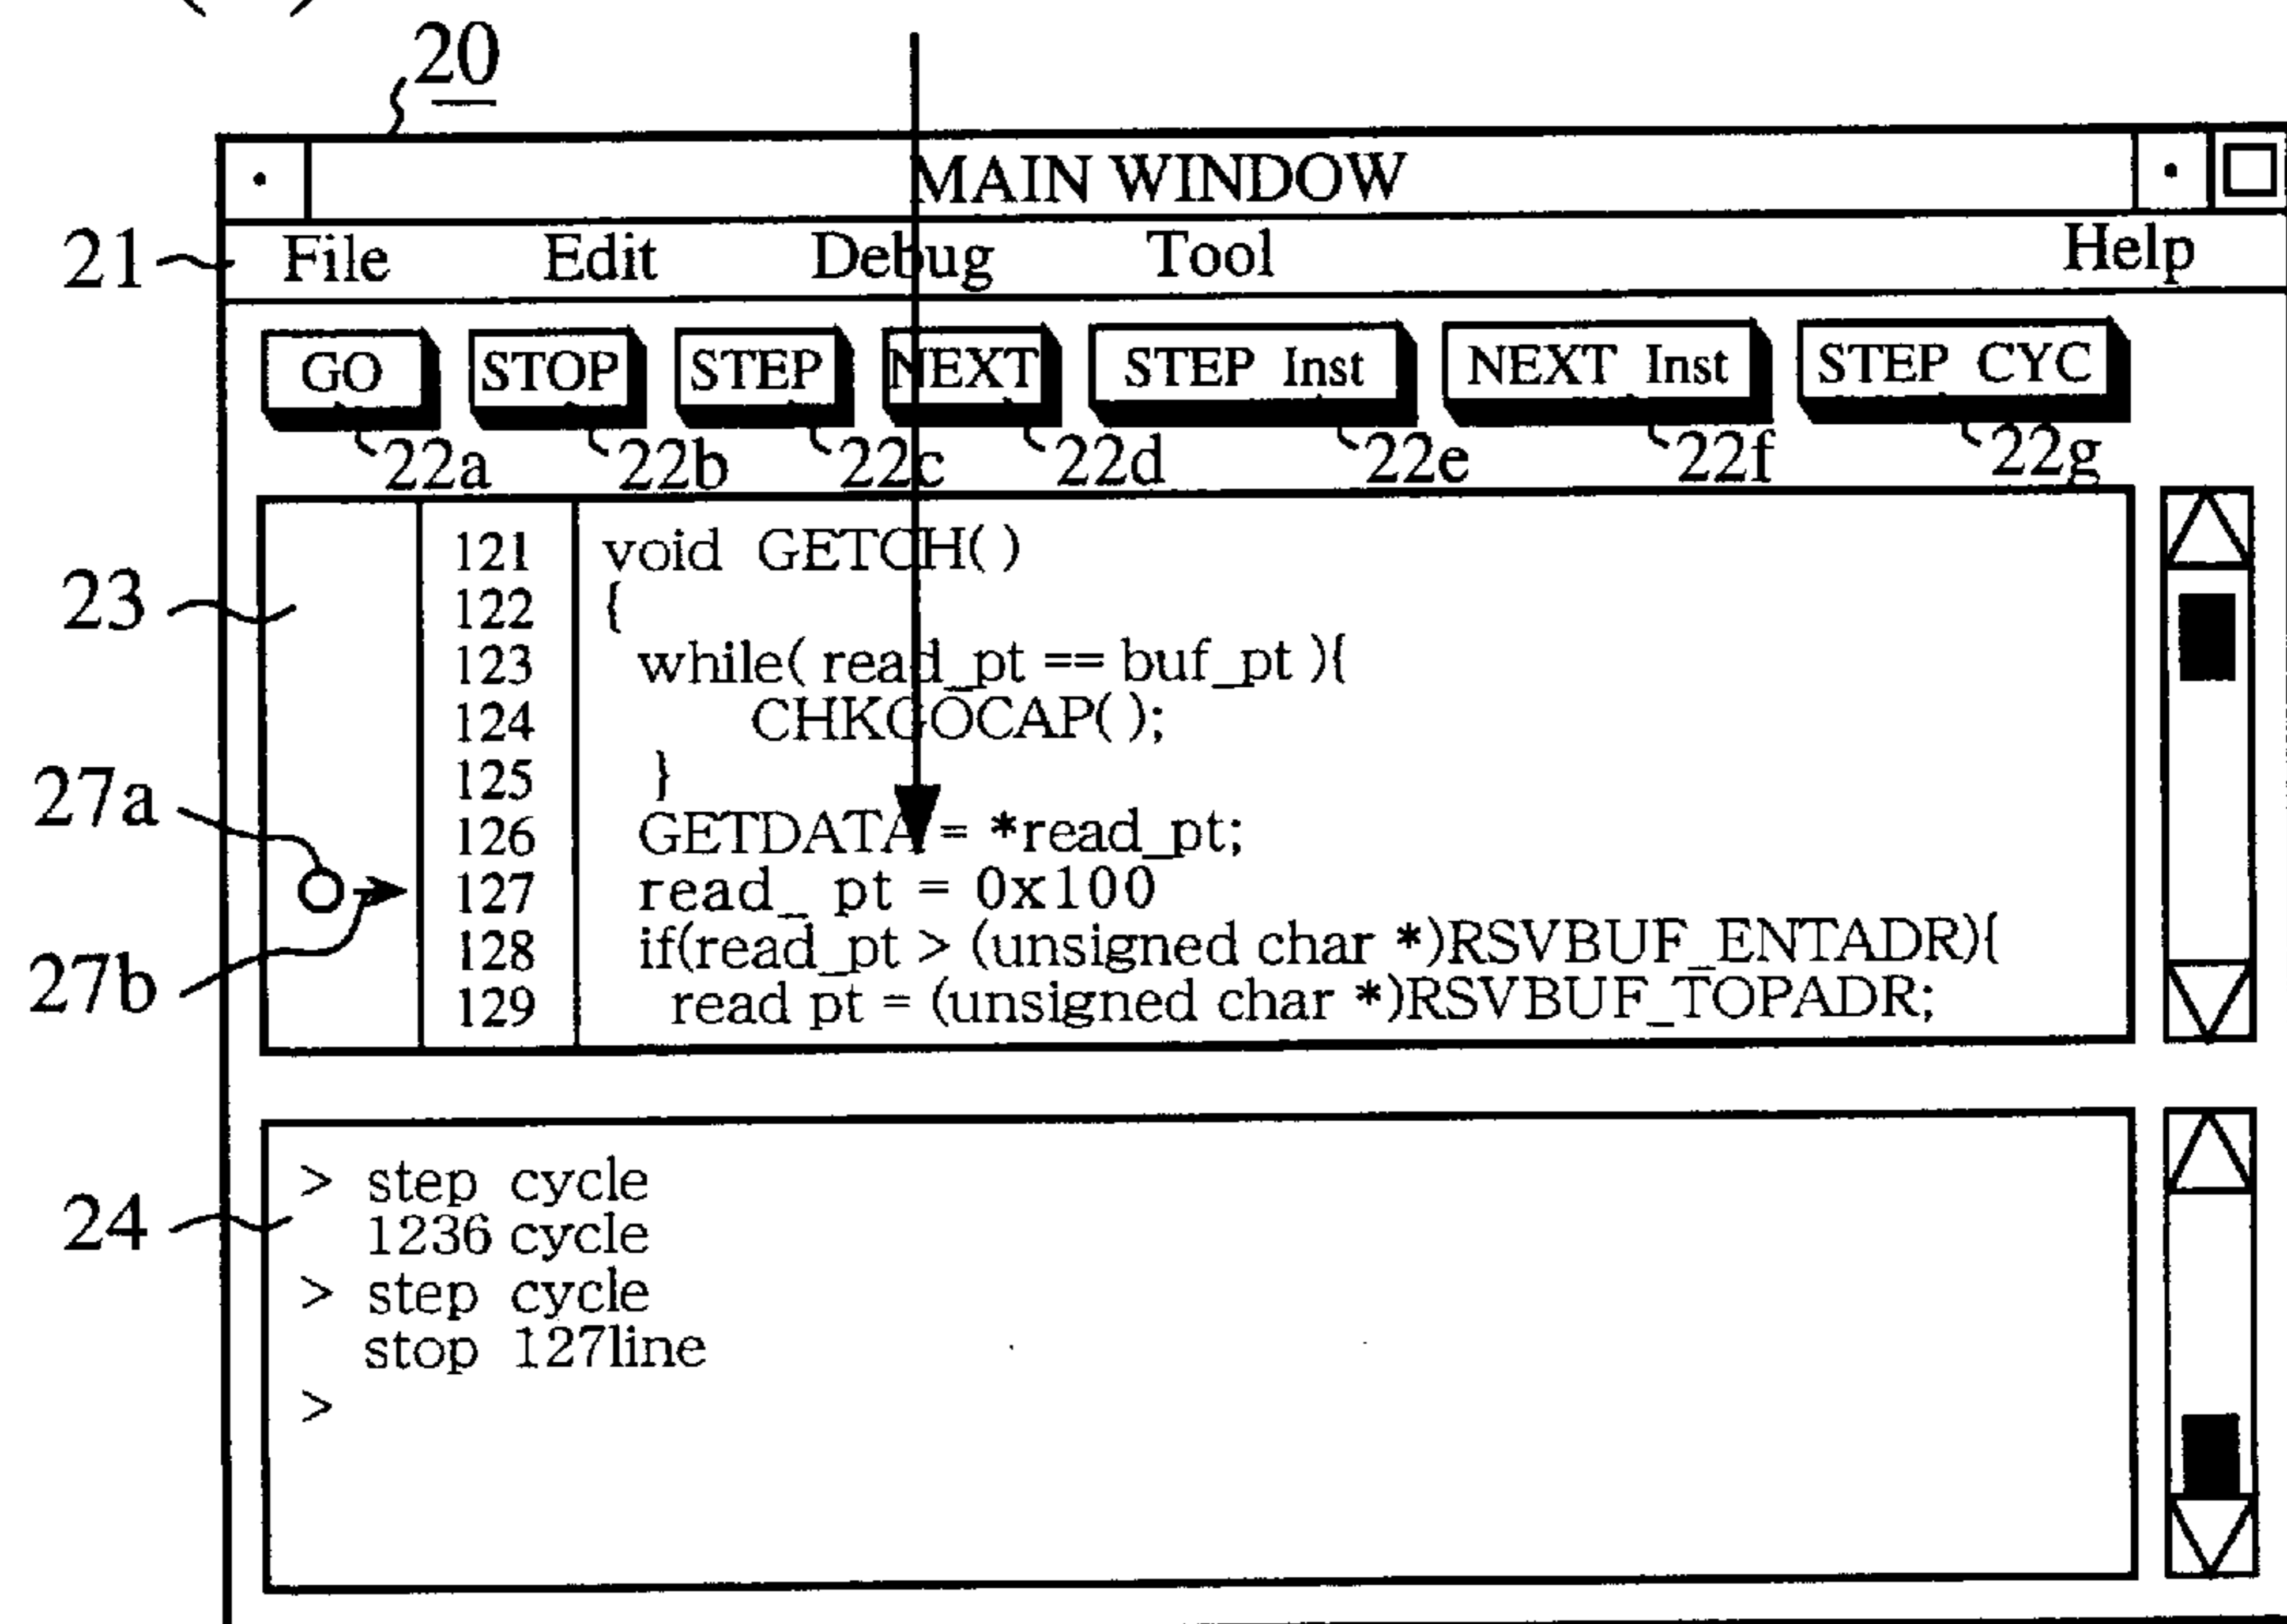 20
MAIN WINDOW
21 File Edit Debug Tool Help
GO STOP STEP NEXT STEP Inst NEXT Inst STEP CYC
22a 22b 22c 22d 22e 22f 22g
23
121 void GETCH()
122 {
123 while( read_pt == buf_pt ){
124 CHKGOCAP();
125 }
27a
126 GETDATA = *read_pt;
127 read_ pt = 0x100
128 if(read_pt > (unsigned char *)RSVBUF_ENTADR){
27b
129 read pt = (unsigned char *)RSVBUF_TOPADR;
24
> step cycle
1236 cycle
> step cycle
stop 127line
>